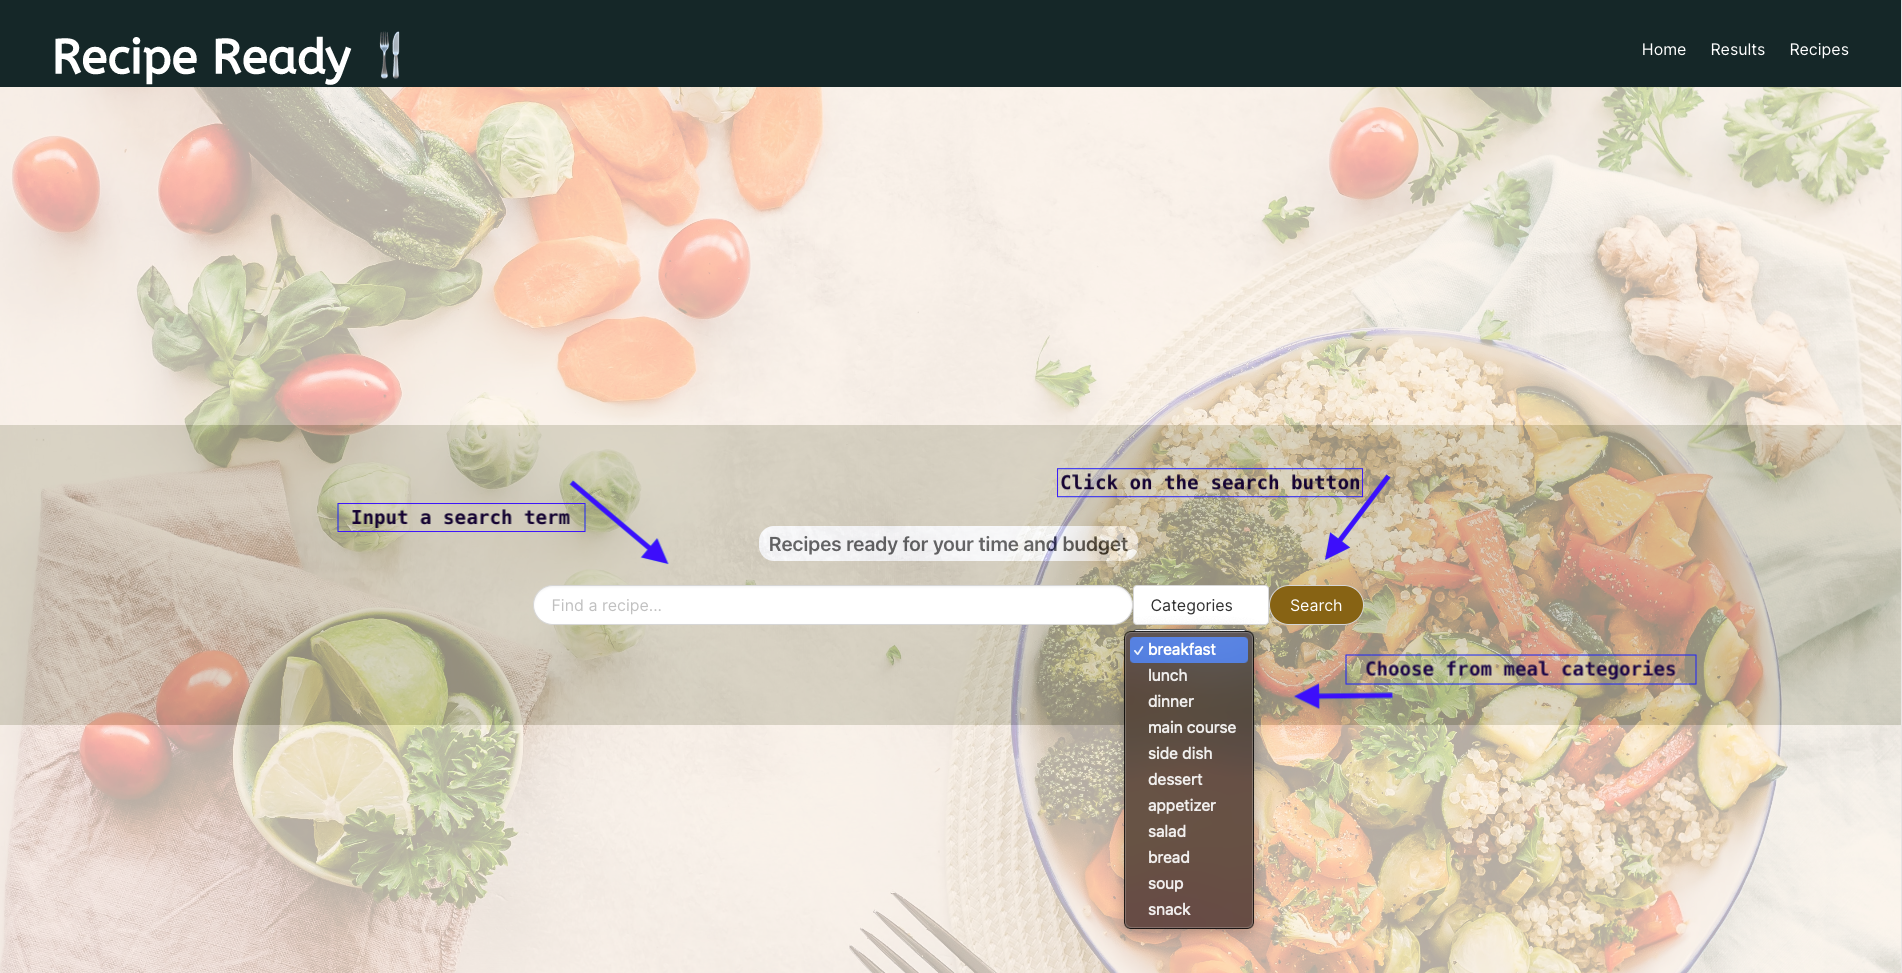 Recipe Ready
Home Results Recipes
Click on the search button
Input a search term
Recipes ready for your time and budget
Find a recipe...
Categories
Search
✓ breakfast
lunch
dinner
main course
side dish
dessert
appetizer
salad
bread
soup
snack
Choose from meal categories